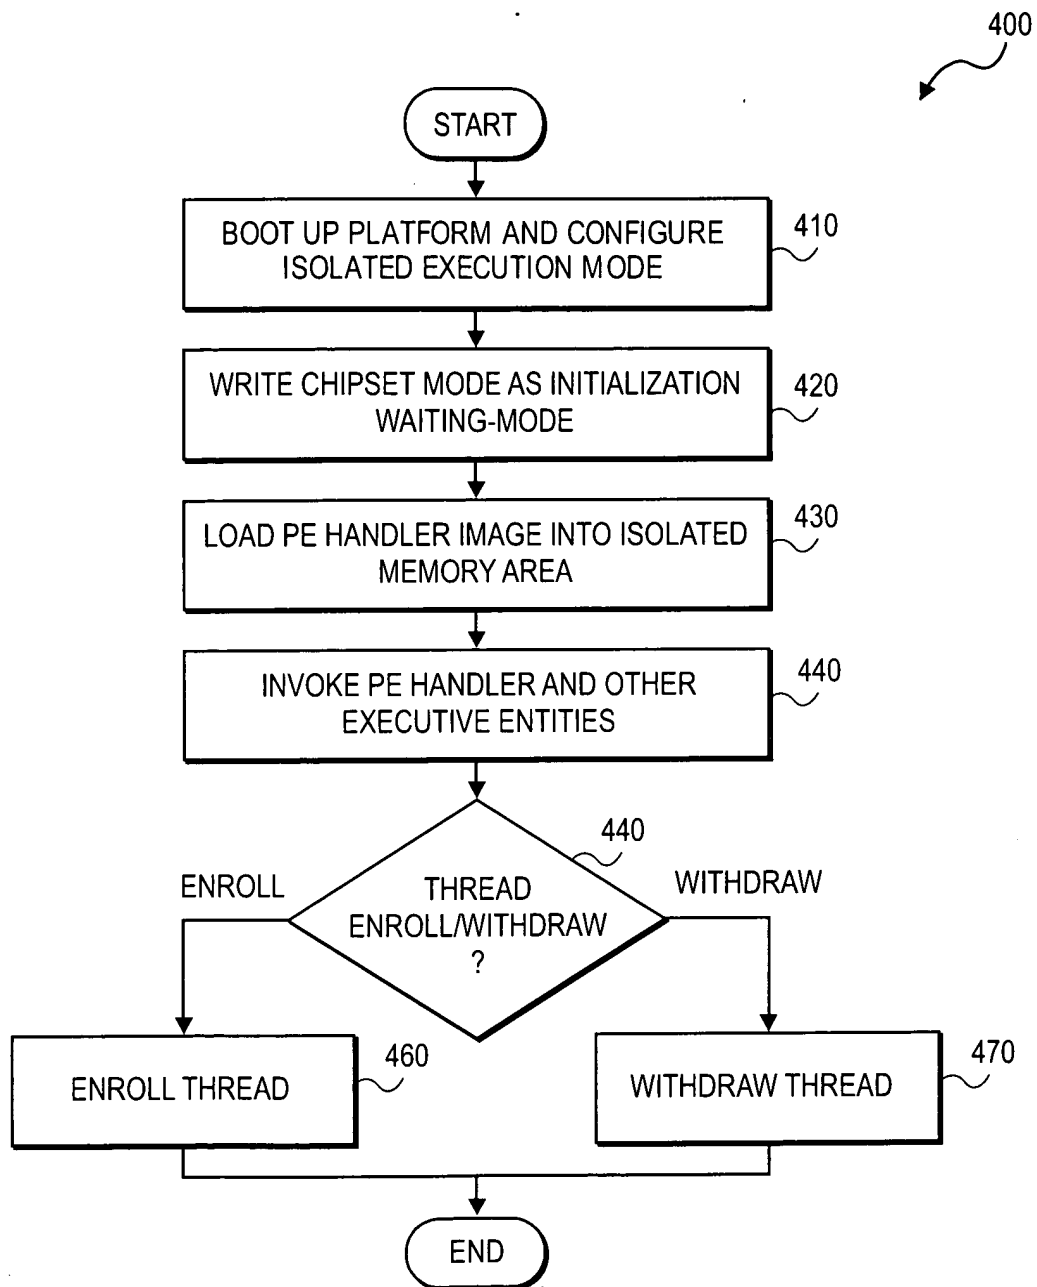 400
START
BOOT UP PLATFORM AND CONFIGURE
ISOLATED EXECUTION MODE
410
WRITE CHIPSET MODE AS INITIALIZATION
WAITING-MODE
420
LOAD PE HANDLER IMAGE INTO ISOLATED
MEMORY AREA
430
INVOKE PE HANDLER AND OTHER
EXECUTIVE ENTITIES
440
440
ENROLL
THREAD
ENROLL/WITHDRAW
?
WITHDRAW
ENROLL THREAD
460
WITHDRAW THREAD
470
END